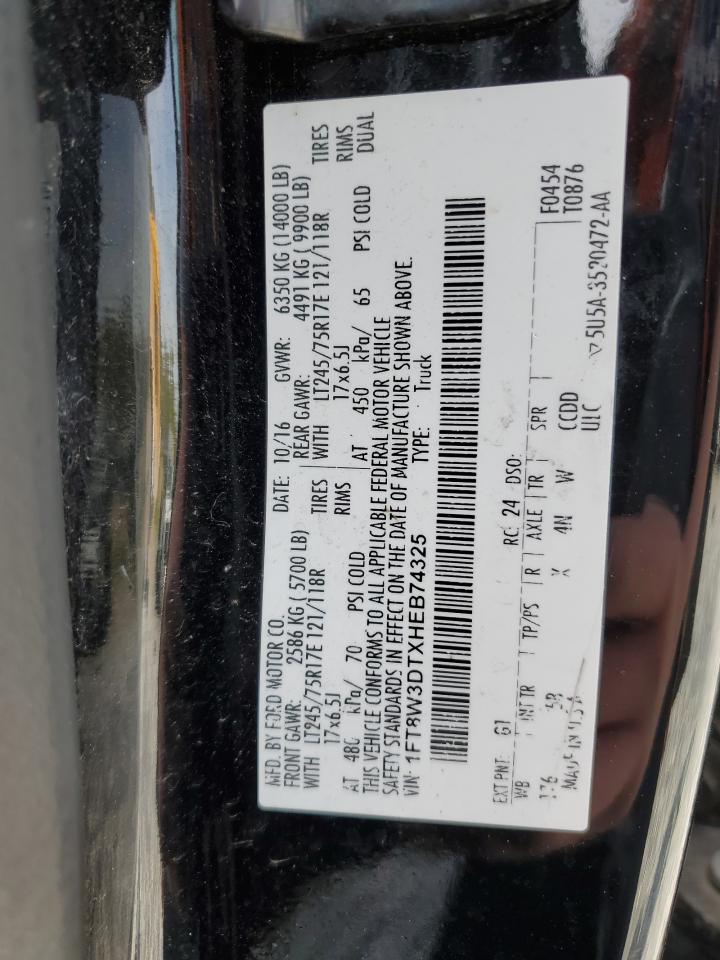 MFD. BY FORD MOTOR CO.
DATE: 10/16 GVWR: 6350 KG (14000 LB)
FRONT GAWR: 2586 KG ( 5700 LB) REAR GAWR: 4491 KG ( 9900 LB)
WITH LT245/75R17E 121/118R TIRES WITH LT245/75R17E 121/118R TIRES
17x6.5J RIMS 17x6.5J RIMS
AT 480 kPa/ 70 PSI COLD AT 450 kPa/ 65 PSI COLD DUAL
THIS VEHICLE CONFORMS TO ALL APPLICABLE FEDERAL MOTOR VEHICLE
SAFETY STANDARDS IN EFFECT ON THE DATE OF MANUFACTURE SHOWN ABOVE.
VIN: 1FT8W3DTXHEB74325 TYPE: Truck
F0454
T0876
EXT PNT: G1 RC: 24 DSO:
WB INT TR TP/PS R AXLE TR SPR
176 X 4N W CCDD
MADE IN U.S.A. UIC
5U5A-3520472-AA